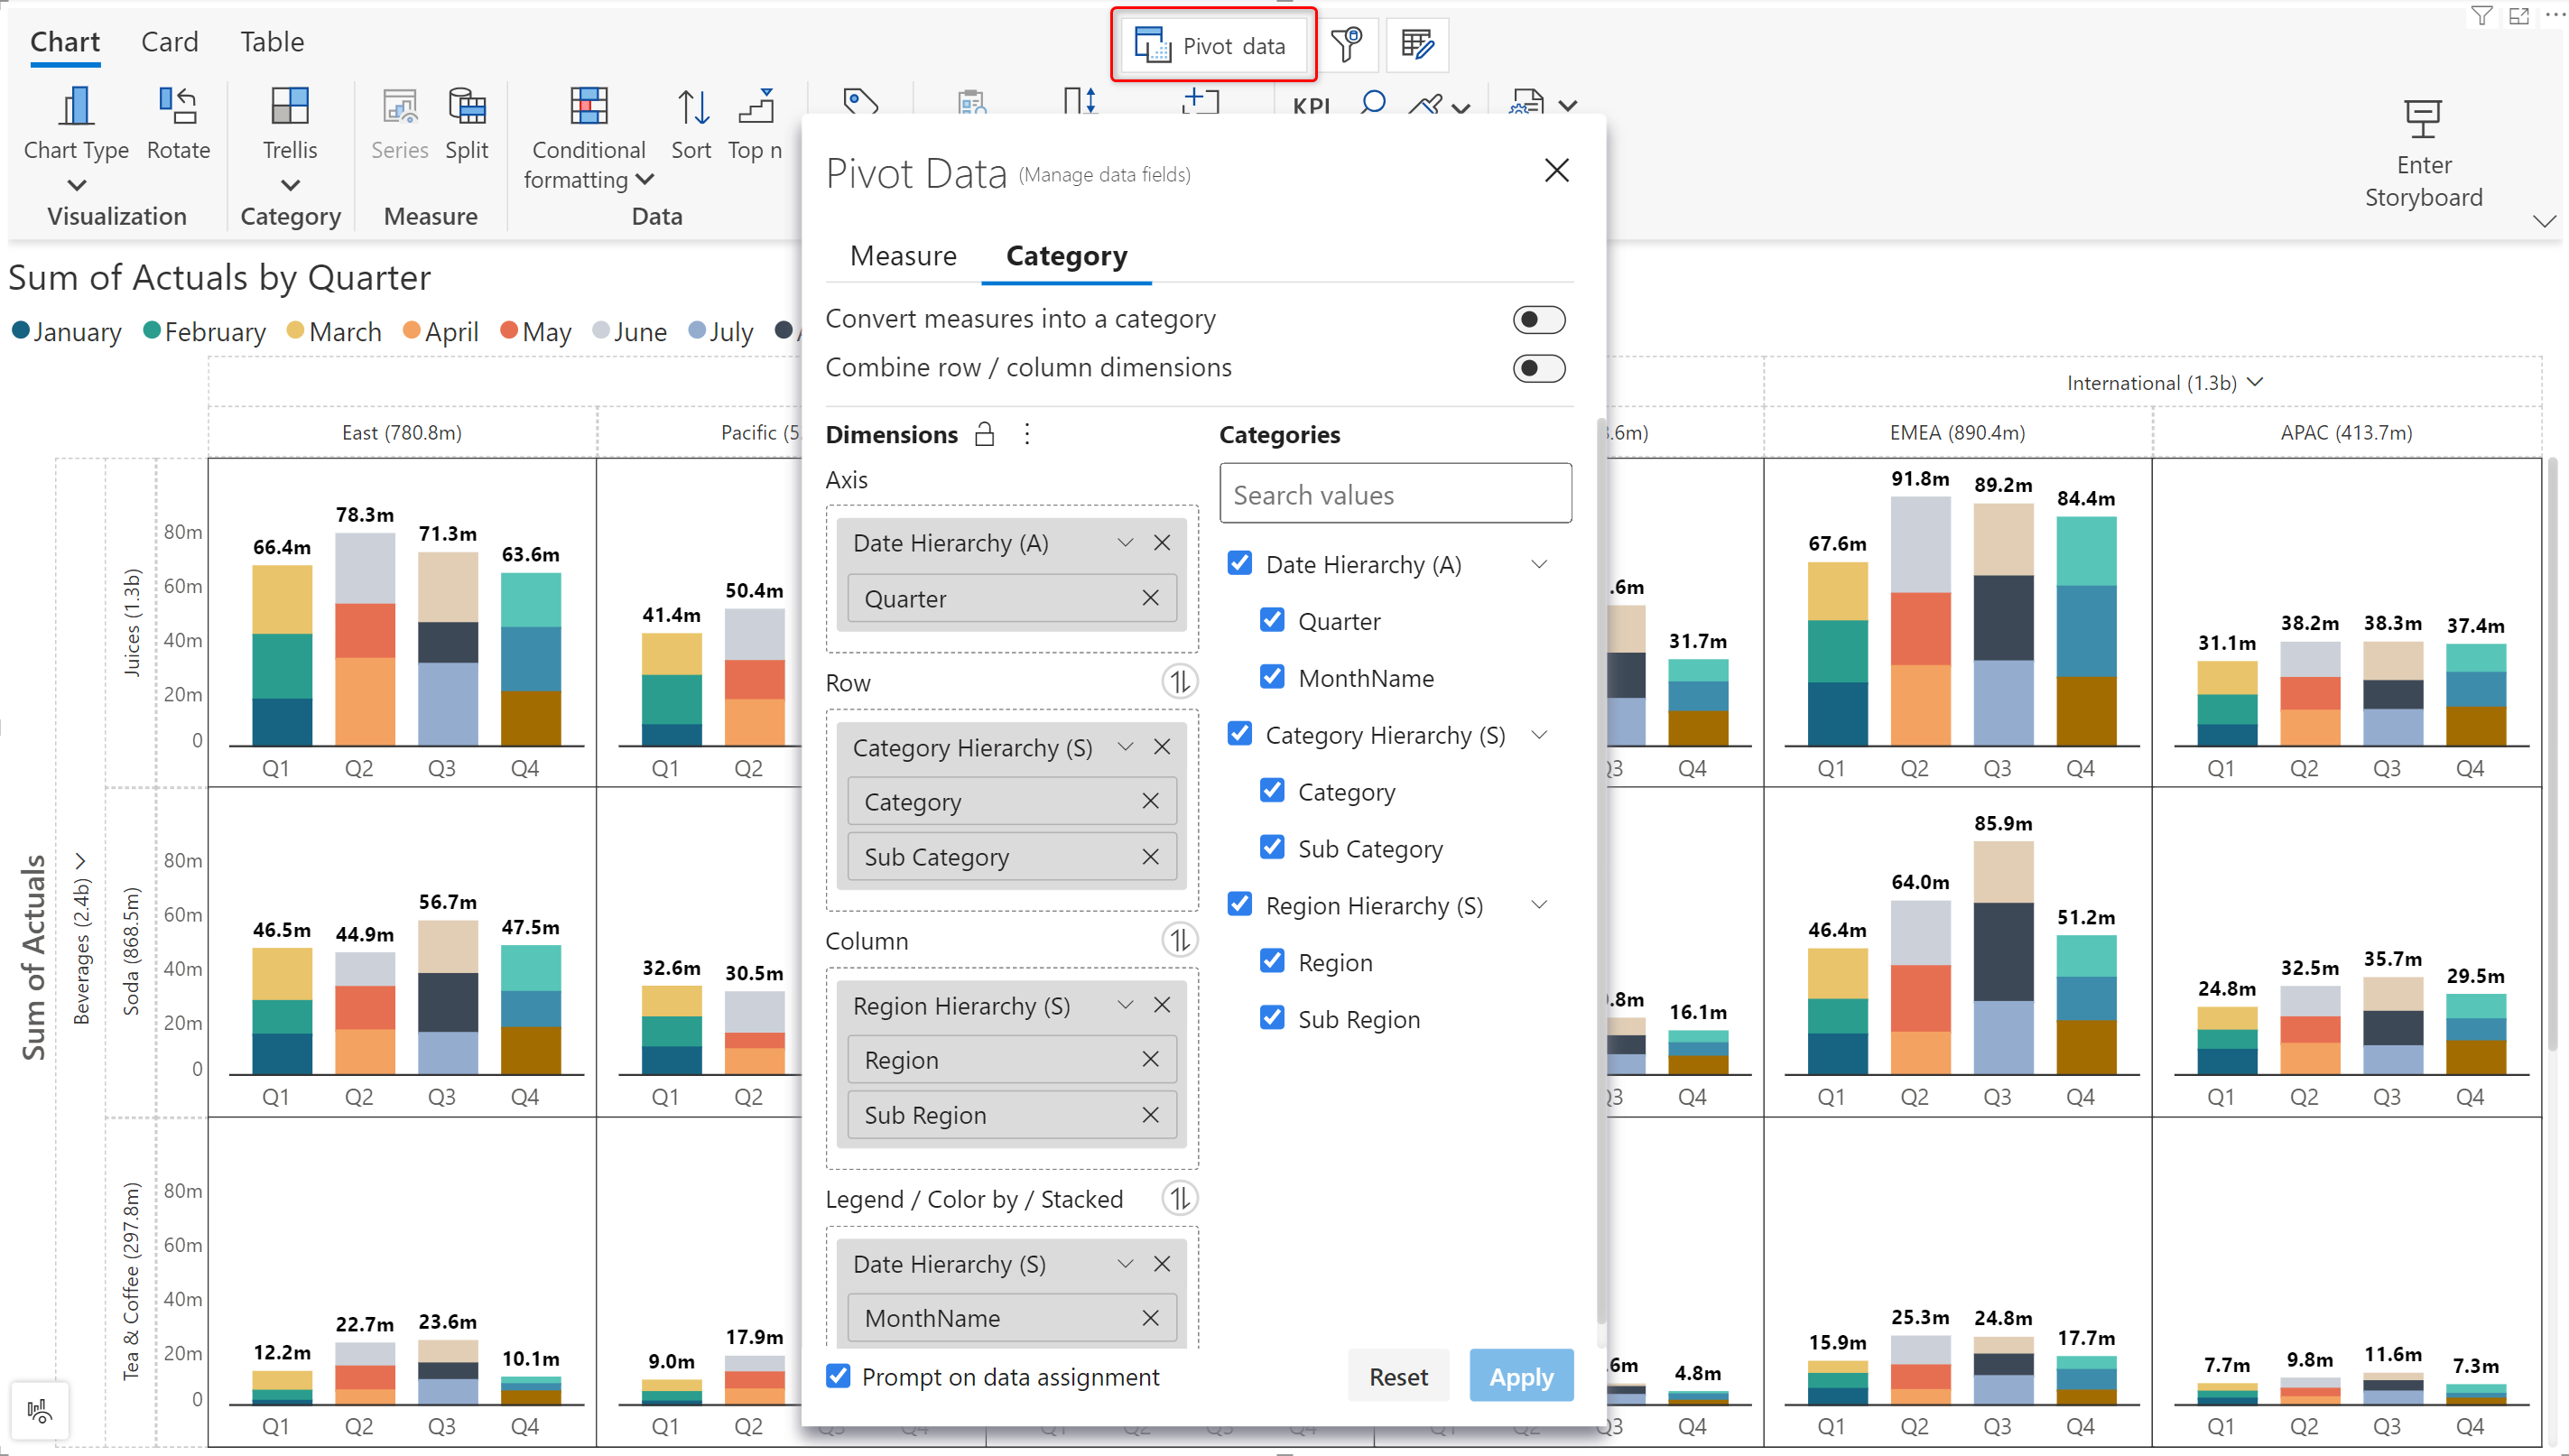 Chart Card Table
Pivot data
Chart Type Rotate
Trellis
Series Split
Conditional formatting
Sort Top n
KPI
Enter Storyboard
Visualization Category Measure Data
Sum of Actuals by Quarter
January February March April May June July
International (1.3b)
East (780.8m) Pacific (5 .6m) EMEA (890.4m) APAC (413.7m)
Sum of Actuals
Beverages (2.4b)
Juices (1.3b)
80m
60m
40m
20m
0
66.4m 78.3m 71.3m 63.6m
41.4m 50.4m
.6m 31.7m
67.6m 91.8m 89.2m 84.4m
31.1m 38.2m 38.3m 37.4m
Q1 Q2 Q3 Q4 Q1 Q2 Q3 Q4 Q1 Q2 Q3 Q4 Q1 Q2 Q3 Q4
Soda (868.5m)
80m
60m
40m
20m
0
46.5m 44.9m 56.7m 47.5m
32.6m 30.5m
.8m 16.1m
46.4m 64.0m 85.9m 51.2m
24.8m 32.5m 35.7m 29.5m
Q1 Q2 Q3 Q4 Q1 Q2 Q3 Q4 Q1 Q2 Q3 Q4 Q1 Q2 Q3 Q4
Tea & Coffee (297.8m)
80m
60m
40m
20m
0
12.2m 22.7m 23.6m 10.1m
9.0m 17.9m
.6m 4.8m
15.9m 25.3m 24.8m 17.7m
7.7m 9.8m 11.6m 7.3m
Q1 Q2 Q3 Q4 Q1 Q2 Q3 Q4 Q1 Q2 Q3 Q4 Q1 Q2 Q3 Q4
Pivot Data (Manage data fields)
Measure Category
Convert measures into a category
Combine row / column dimensions
Dimensions
Axis
Date Hierarchy (A)
Quarter
Row
Category Hierarchy (S)
Category
Sub Category
Column
Region Hierarchy (S)
Region
Sub Region
Legend / Color by / Stacked
Date Hierarchy (S)
MonthName
Categories
Search values
Date Hierarchy (A)
Quarter
MonthName
Category Hierarchy (S)
Category
Sub Category
Region Hierarchy (S)
Region
Sub Region
Prompt on data assignment
Reset
Apply